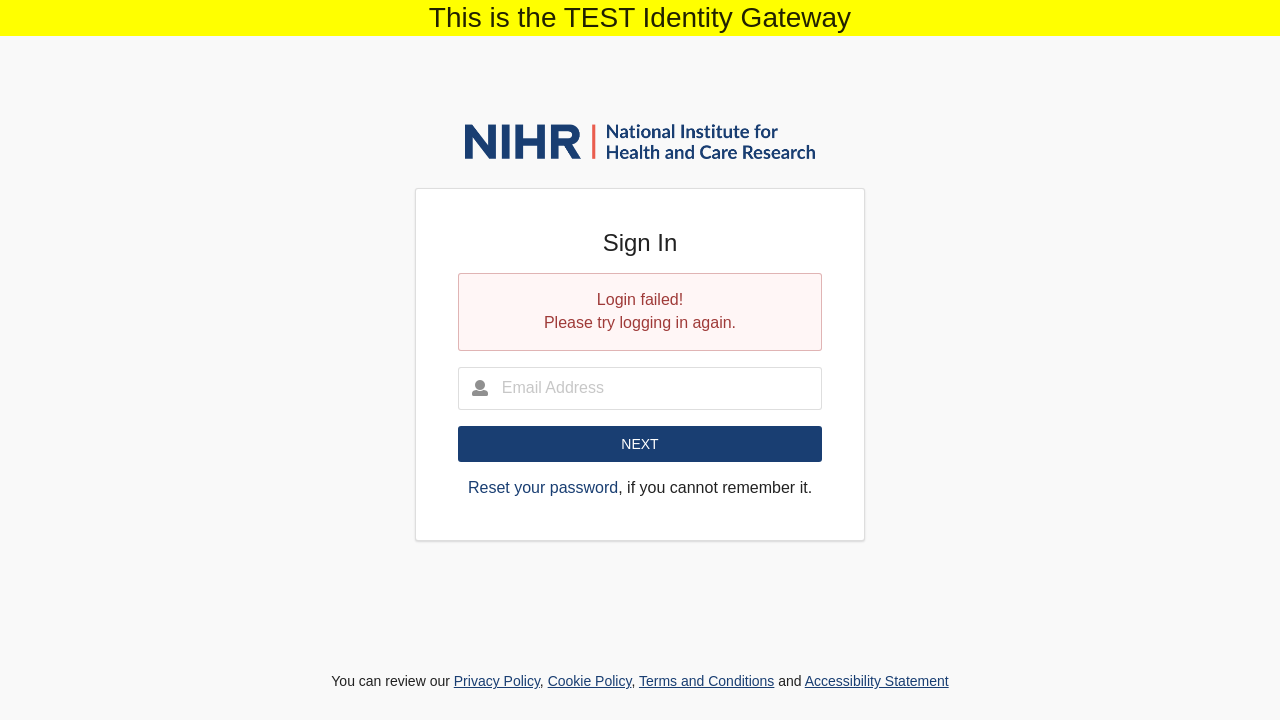 This is the TEST Identity Gateway
NIHR | National Institute for
Health and Care Research
Sign In
Login failed!
Please try logging in again.
Email Address
NEXT
Reset your password, if you cannot remember it.
You can review our Privacy Policy, Cookie Policy, Terms and Conditions and Accessibility Statement